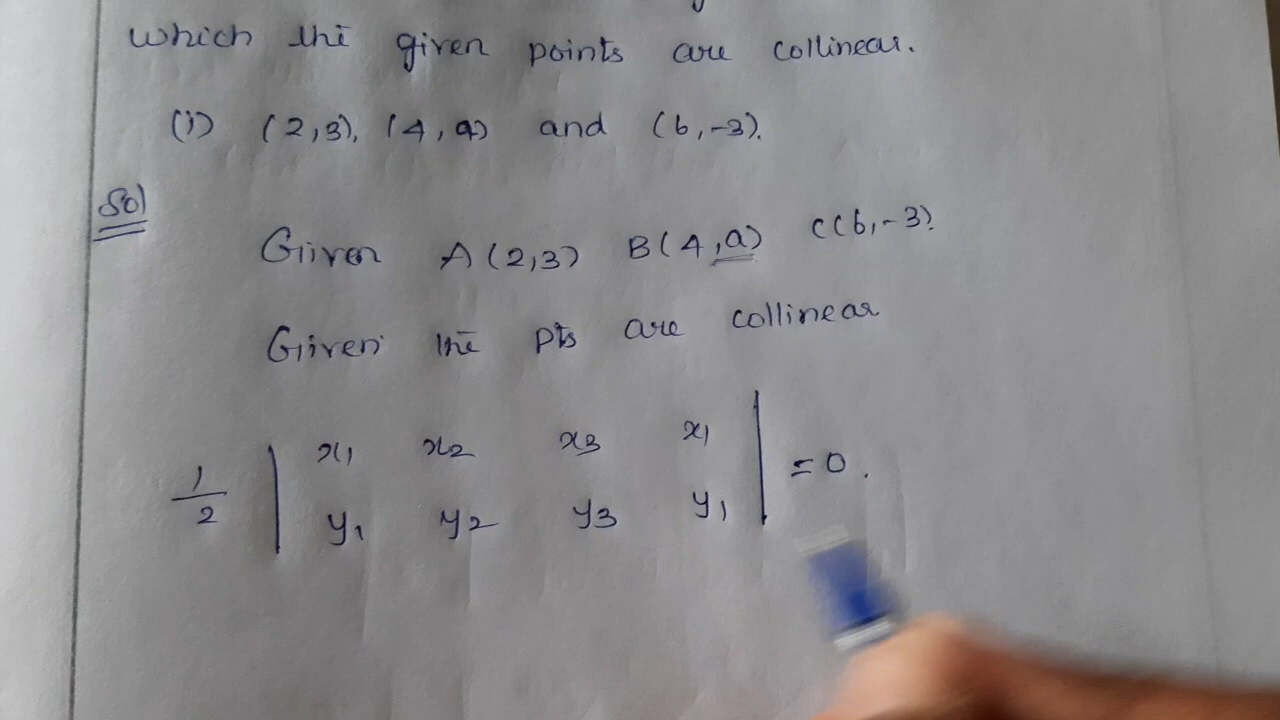 which the given points are collinear.
(i) (2,3), (4,a) and (6,-3).
Sol
Given A(2,3) B(4,a) C(6,-3).
Given the pts are collinear
1/2 | x1 x2 x3 x1 | = 0.
y1 y2 y3 y1